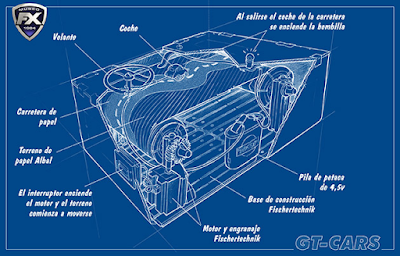 MUSEO
FX
1984
Volante
Coche
Al salirse el coche de la carretera
se enciende la bombilla
Carretera de
papel
Terreno de
papel Albal
El interruptor enciende
el motor y el terreno
comienza a moverse
Pila de petaca
de 4,5v
Base de construcción
Fischertechnik
Motor y engranaje
Fischertechnik
GT-CARS